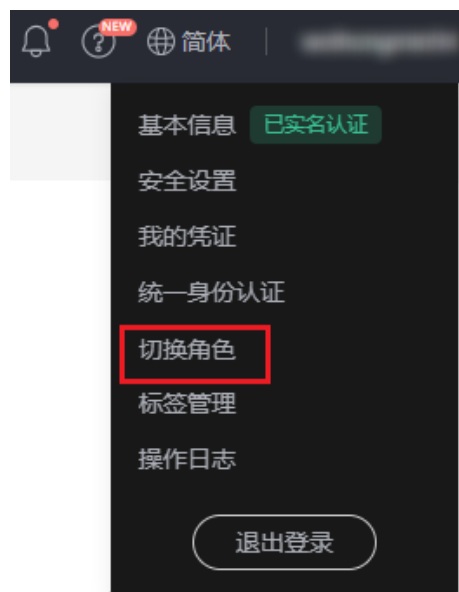 NEW
简体
基本信息 已实名认证
安全设置
我的凭证
统一身份认证
切换角色
标签管理
操作日志
退出登录